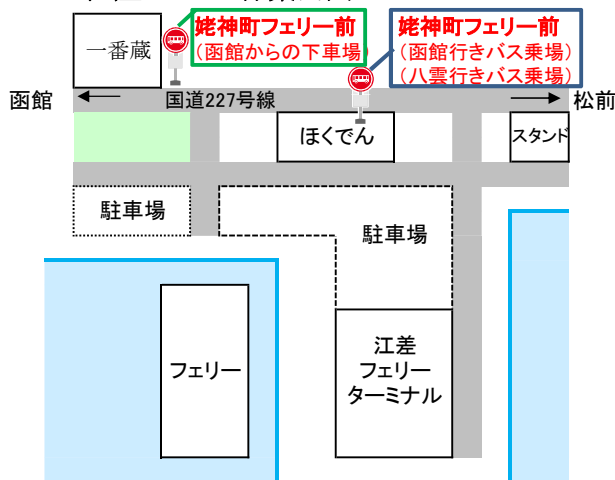 姥神町フェリー前
(函館からの下車場)
姥神町フェリー前
(函館行きバス乗場)
(八雲行きバス乗場)
一番蔵
函館
国道227号線
松前
ほくでん
スタンド
駐車場
駐車場
フェリー
江差
フェリー
ターミナル